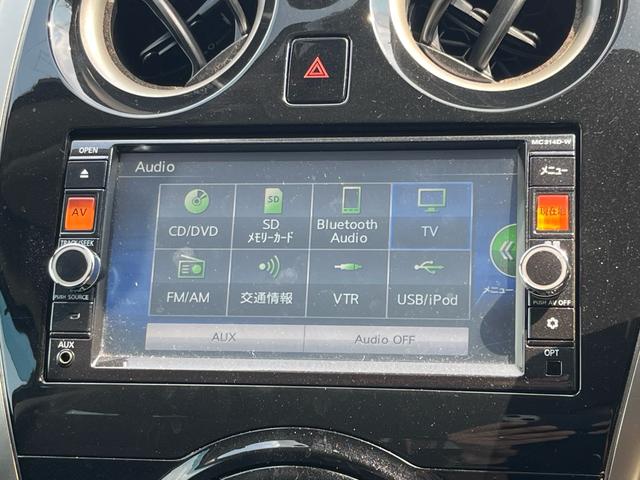 OPEN
MC314D-W
メニュー
AV
現在地
TRACK/SEEK
PUSH SOURCE
PUSH AV OFF
AUX
OPT
Audio
CD/DVD
SD
SD
メモリーカード
Bluetooth
Audio
TV
FM/AM
交通情報
VTR
USB/iPod
メニュー
AUX
Audio OFF